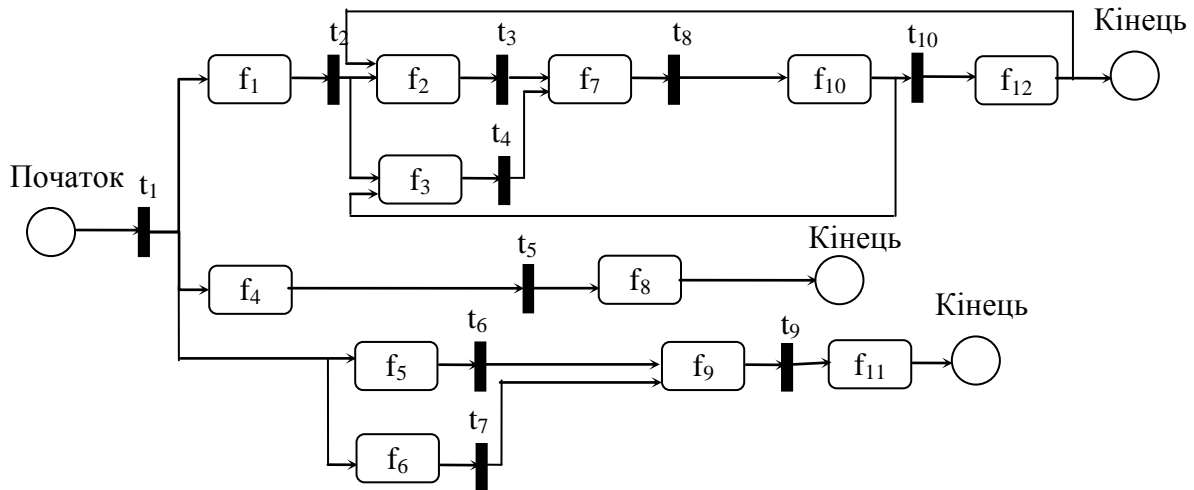 Кінець
t₂ t₃ t₈ t₁₀
f₁ f₂ f₇ f₁₀ f₁₂
t₄
Початок t₁ f₃
Кінець
t₅
f₄ f₈
Кінець
t₆ t₉
f₅ f₉ f₁₁
t₇
f₆